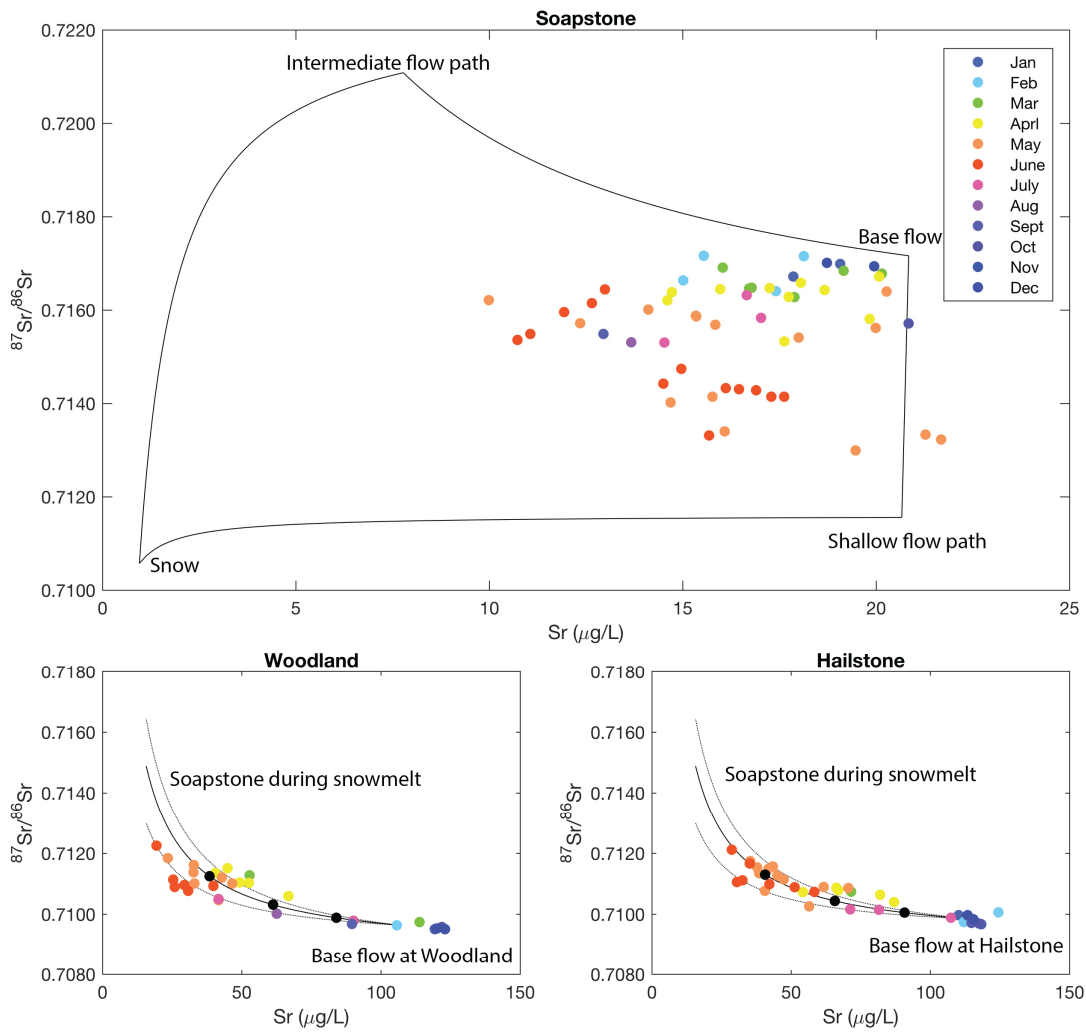 Soapstone
0.7220
0.7200
0.7180
0.7160
0.7140
0.7120
0.7100
87Sr/86Sr
Intermediate flow path
Base flow
Snow
Shallow flow path
Jan
Feb
Mar
Aprl
May
June
July
Aug
Sept
Oct
Nov
Dec
0 5 10 15 20 25
Sr (μg/L)
Woodland
0.7180
0.7160
0.7140
0.7120
0.7100
0.7080
87Sr/86Sr
Soapstone during snowmelt
Base flow at Woodland
0 50 100 150
Sr (μg/L)
Hailstone
0.7180
0.7160
0.7140
0.7120
0.7100
0.7080
87Sr/86Sr
Soapstone during snowmelt
Base flow at Hailstone
0 50 100 150
Sr (μg/L)